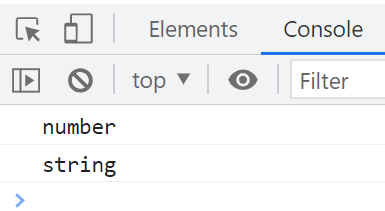 Elements Console
top Filter
number
string